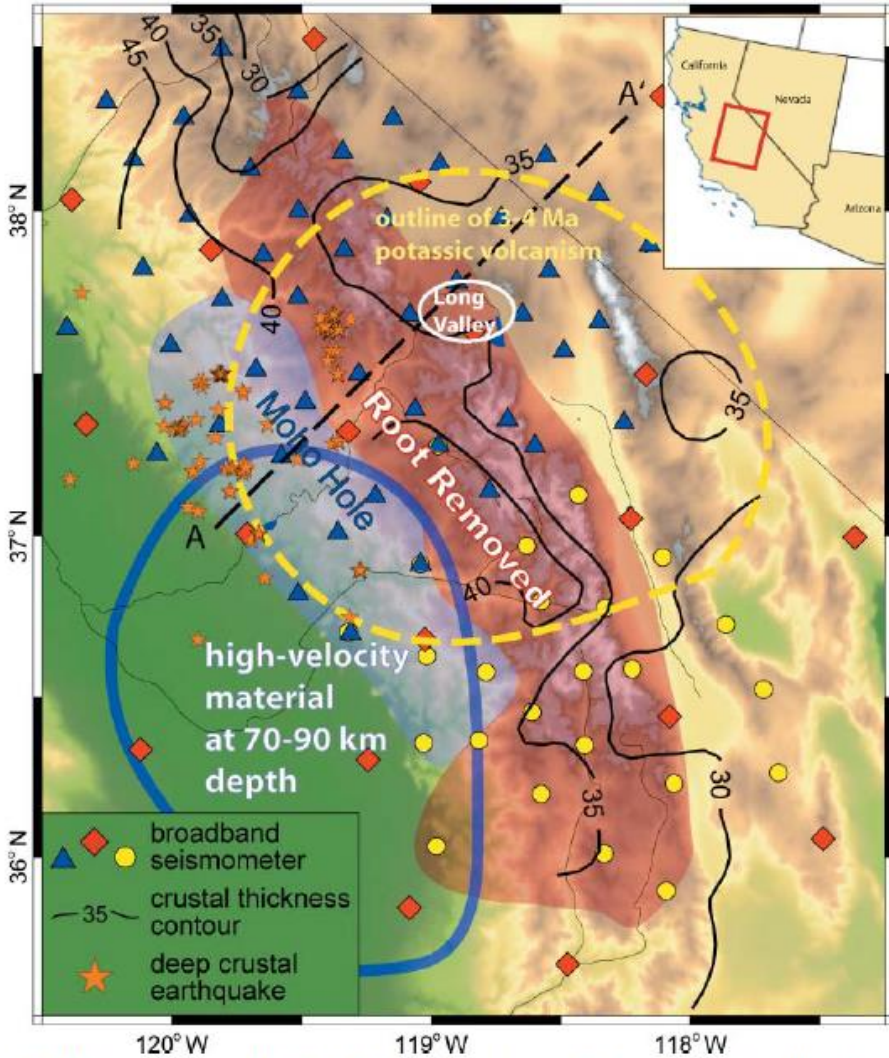 40
45
35
30
California
Nevada
Arizona
A'
35
38°N
outline of 3-4 Ma
potassic volcanism
Long
Valley
40
35
Moho Hole
Root Removed
37°N
A
40
high-velocity
material
at 70-90 km
depth
35
30
36°N
broadband
seismometer
35
crustal thickness
contour
deep crustal
earthquake
120°W
119°W
118°W